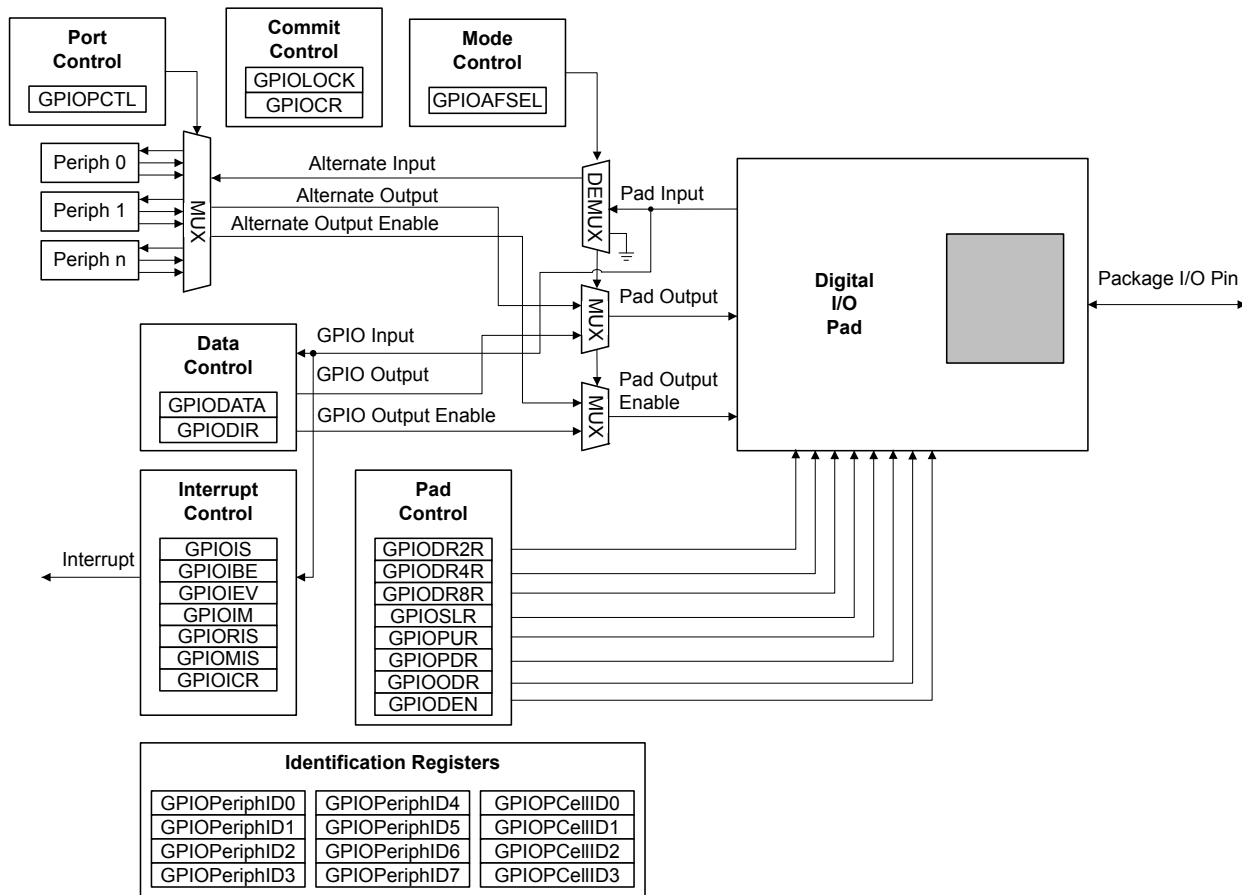 Port
Control
GPIOPCTL
Commit
Control
GPIOLOCK
GPIOCR
Mode
Control
GPIOAFSEL
Periph 0
Periph 1
Periph n
MUX
Alternate Input
Alternate Output
Alternate Output Enable
DEMUX
Pad Input
MUX
Pad Output
MUX
Pad Output
Enable
Digital
I/O
Pad
Package I/O Pin
Data
Control
GPIODATA
GPIODIR
GPIO Input
GPIO Output
GPIO Output Enable
Interrupt
Interrupt
Control
GPIOIS
GPIOIBE
GPIOIEV
GPIOIM
GPIORIS
GPIOMIS
GPIOICR
Pad
Control
GPIODR2R
GPIODR4R
GPIODR8R
GPIOSLR
GPIOPUR
GPIOPDR
GPIOODR
GPIODEN
Identification Registers
GPIOPeriphID0
GPIOPeriphID1
GPIOPeriphID2
GPIOPeriphID3
GPIOPeriphID4
GPIOPeriphID5
GPIOPeriphID6
GPIOPeriphID7
GPIOPCellID0
GPIOPCellID1
GPIOPCellID2
GPIOPCellID3